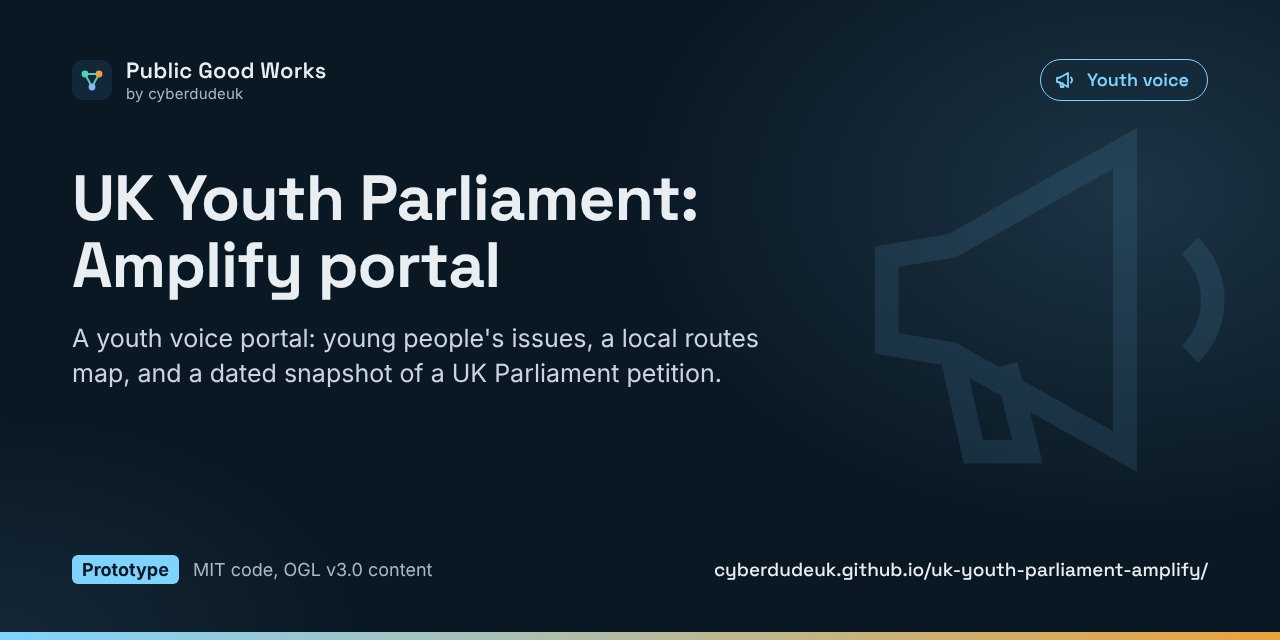 Public Good Works
by cyberdudeuk
Youth voice
UK Youth Parliament:
Amplify portal
A youth voice portal: young people's issues, a local routes
map, and a dated snapshot of a UK Parliament petition.
Prototype
MIT code, OGL v3.0 content
cyberdudeuk.github.io/uk-youth-parliament-amplify/